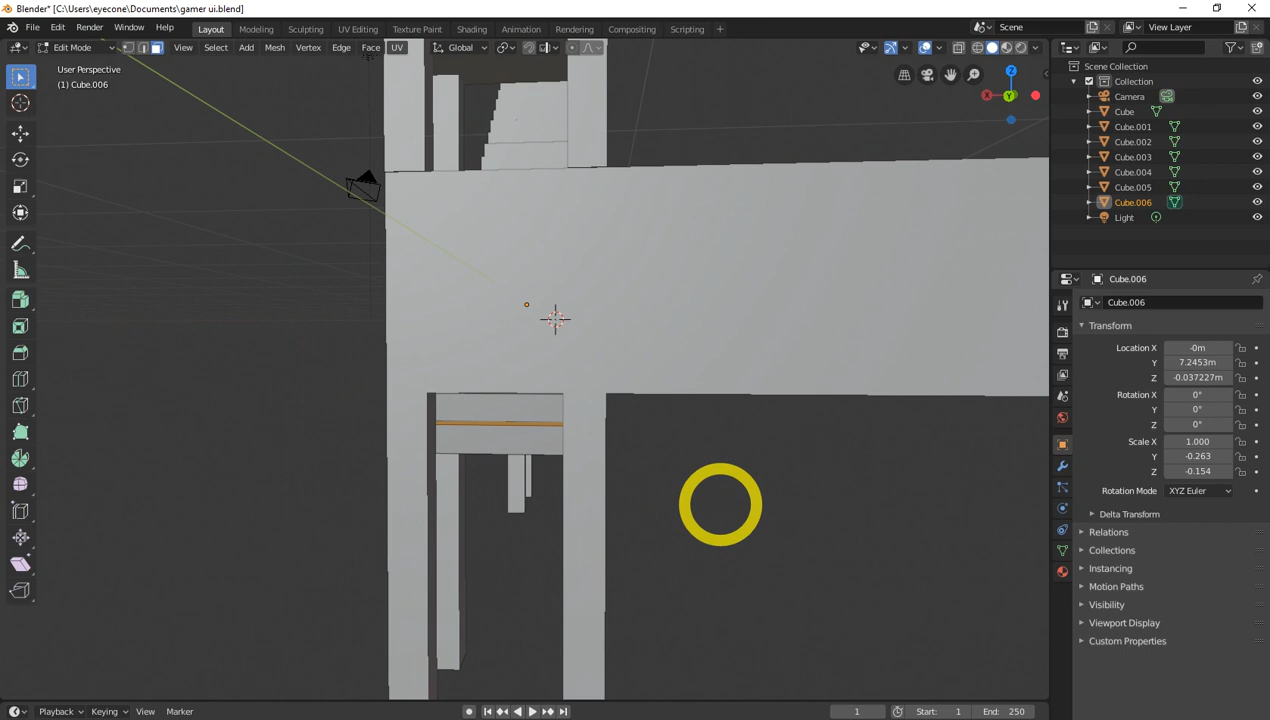 Blender* [C:\Users\eyecone\Documents\gamer ui.blend]
File Edit Render Window Help Layout Modeling Sculpting UV Editing Texture Paint Shading Animation Rendering Compositing Scripting + Scene View Layer
Edit Mode View Select Add Mesh Vertex Edge Face UV Global
User Perspective
(1) Cube.006
Z
X
Y
Scene Collection
Collection
Camera
Cube
Cube.001
Cube.002
Cube.003
Cube.004
Cube.005
Cube.006
Light
Cube.006
Cube.006
Transform
Location X -0m
Y 7.2453m
Z -0.037227m
Rotation X 0°
Y 0°
Z 0°
Scale X 1.000
Y -0.263
Z -0.154
Rotation Mode XYZ Euler
Delta Transform
Relations
Collections
Instancing
Motion Paths
Visibility
Viewport Display
Custom Properties
Playback Keying View Marker 1 Start: 1 End: 250